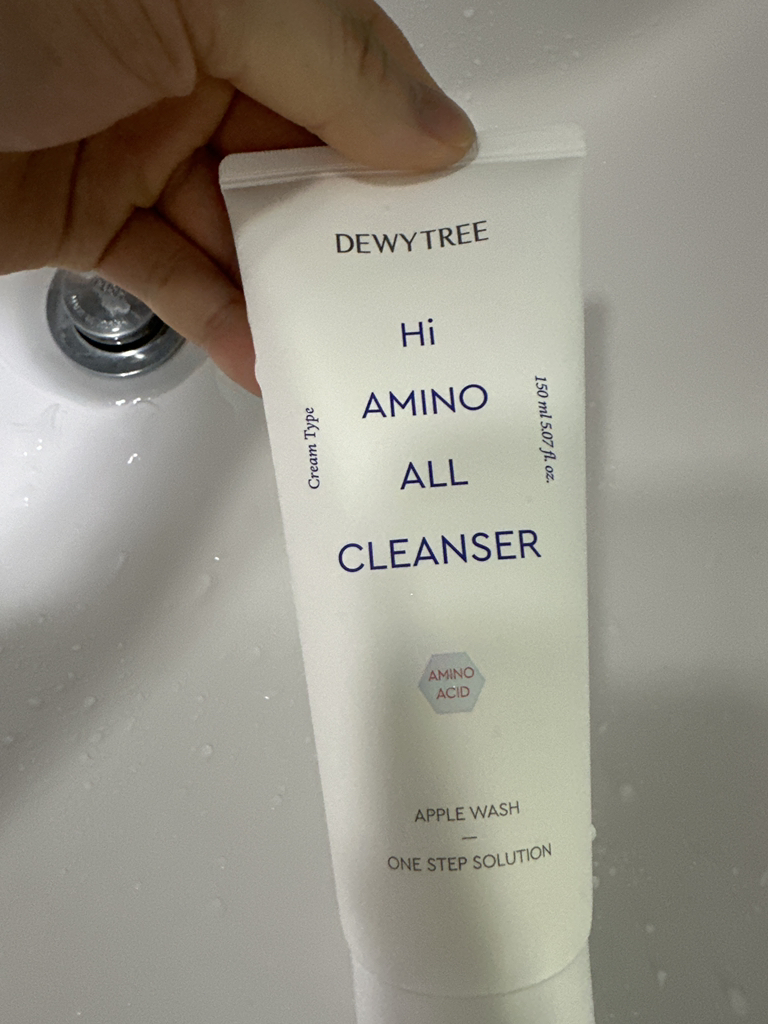 DEWYTREE
Hi
AMINO
ALL
CLEANSER
Cream Type
150 ml 5.07 fl. oz.
AMINO
ACID
APPLE WASH
ONE STEP SOLUTION